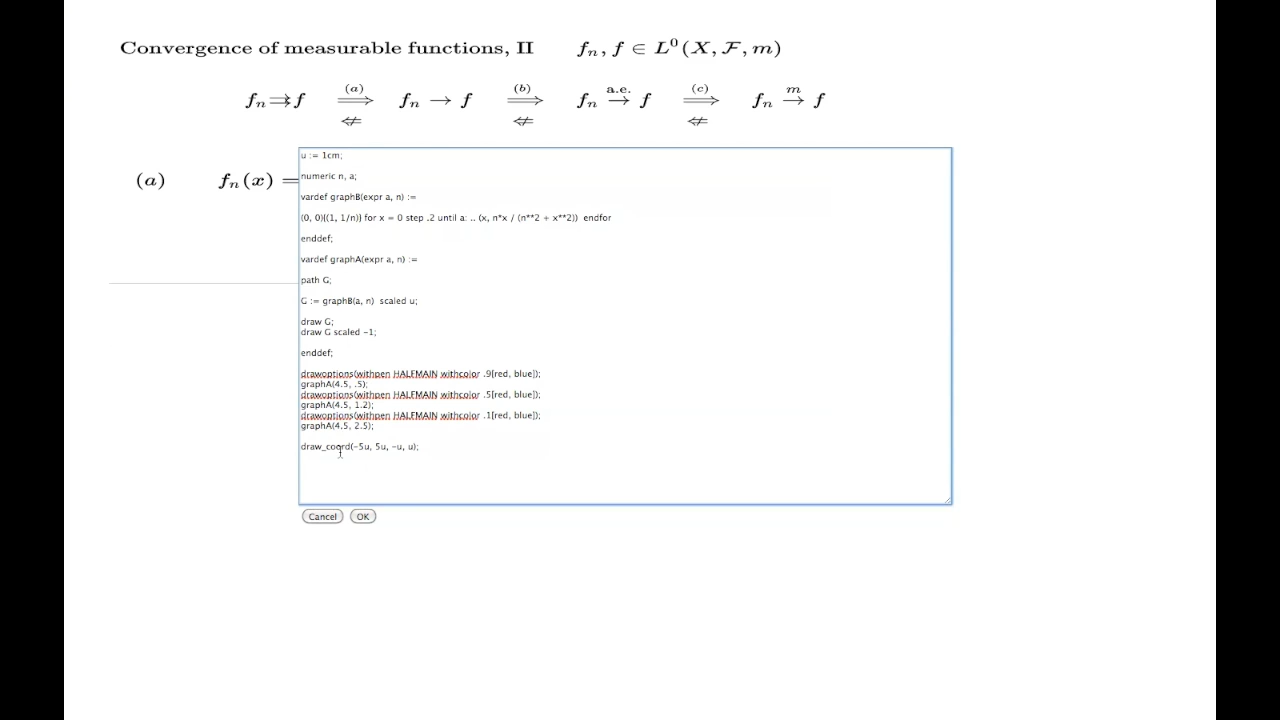 Convergence of measurable functions, II fₙ, f ∈ L⁰(X, ℱ, m)
(a) (b) a.e. (c) m
fₙ ⇉ f ⟹ fₙ → f ⟹ fₙ → f ⟹ fₙ → f
⇍ ⇍ ⇍
(a) fₙ(x) =
u := 1cm;
numeric n, a;
vardef graphB(expr a, n) :=
(0, 0){(1, 1/n)} for x = 0 step .2 until a: .. (x, n*x / (n**2 + x**2)) endfor
enddef;
vardef graphA(expr a, n) :=
path G;
G := graphB(a, n) scaled u;
draw G;
draw G scaled -1;
enddef;
drawoptions(withpen HALFMAIN withcolor .9[red, blue]);
graphA(4.5, .5);
drawoptions(withpen HALFMAIN withcolor .5[red, blue]);
graphA(4.5, 1.2);
drawoptions(withpen HALFMAIN withcolor .1[red, blue]);
graphA(4.5, 2.5);
draw_coord(-5u, 5u, -u, u);
Cancel OK